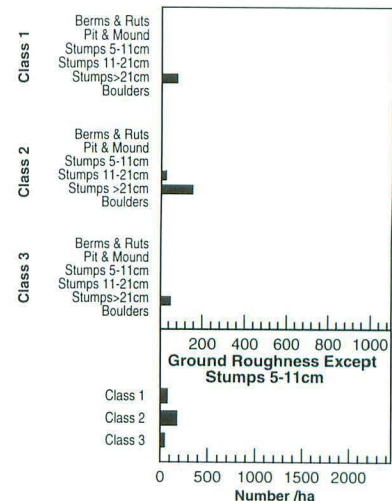 Class 1
Berms & Ruts
Pit & Mound
Stumps 5-11cm
Stumps 11-21cm
Stumps>21cm
Boulders
Class 2
Berms & Ruts
Pit & Mound
Stumps 5-11cm
Stumps 11-21cm
Stumps >21cm
Boulders
Class 3
Berms & Ruts
Pit & Mound
Stumps 5-11cm
Stumps 11-21cm
Stumps>21cm
Boulders
200 400 600 800 1000
Ground Roughness Except
Stumps 5-11cm
Class 1
Class 2
Class 3
0 500 1000 1500 2000
Number /ha